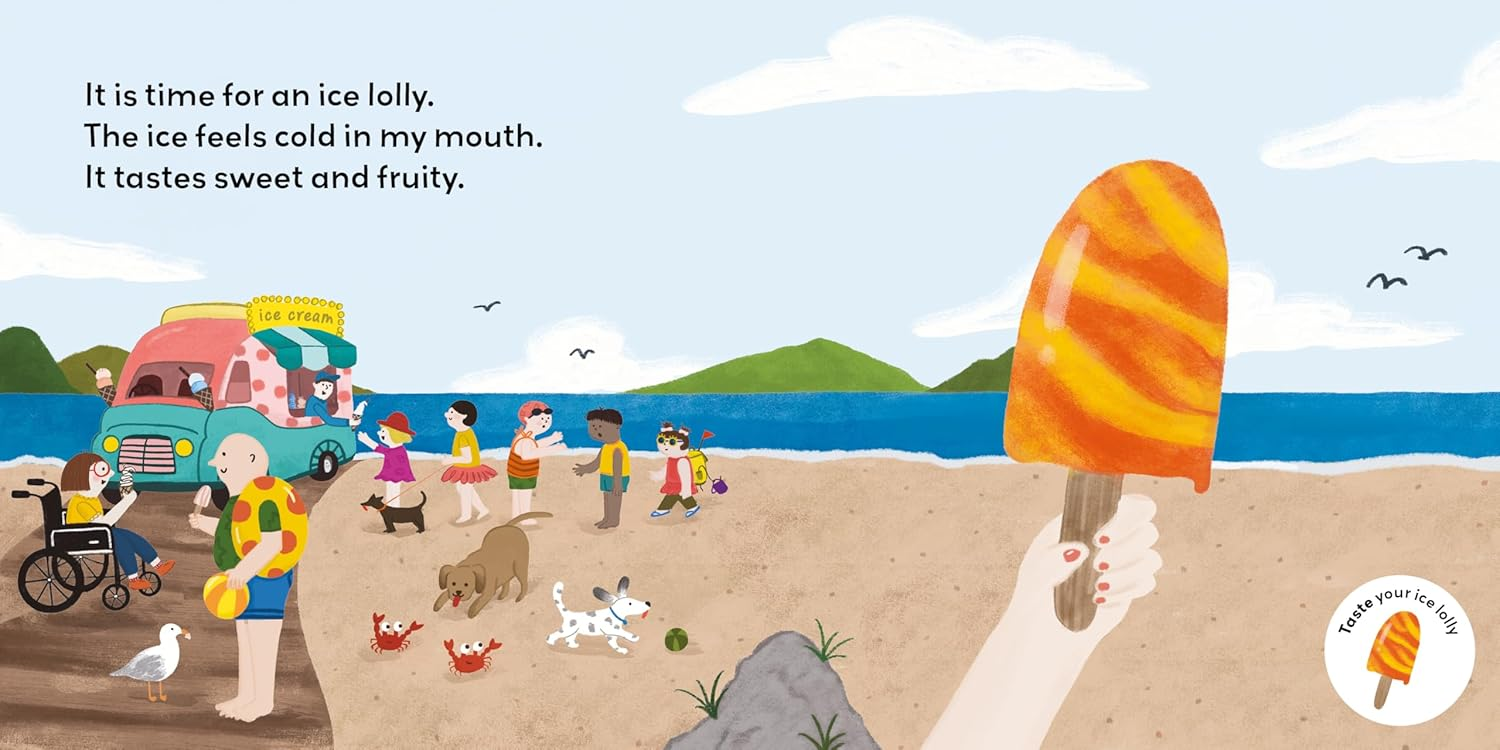 It is time for an ice lolly.
The ice feels cold in my mouth.
It tastes sweet and fruity.
ice cream
Taste your ice lolly